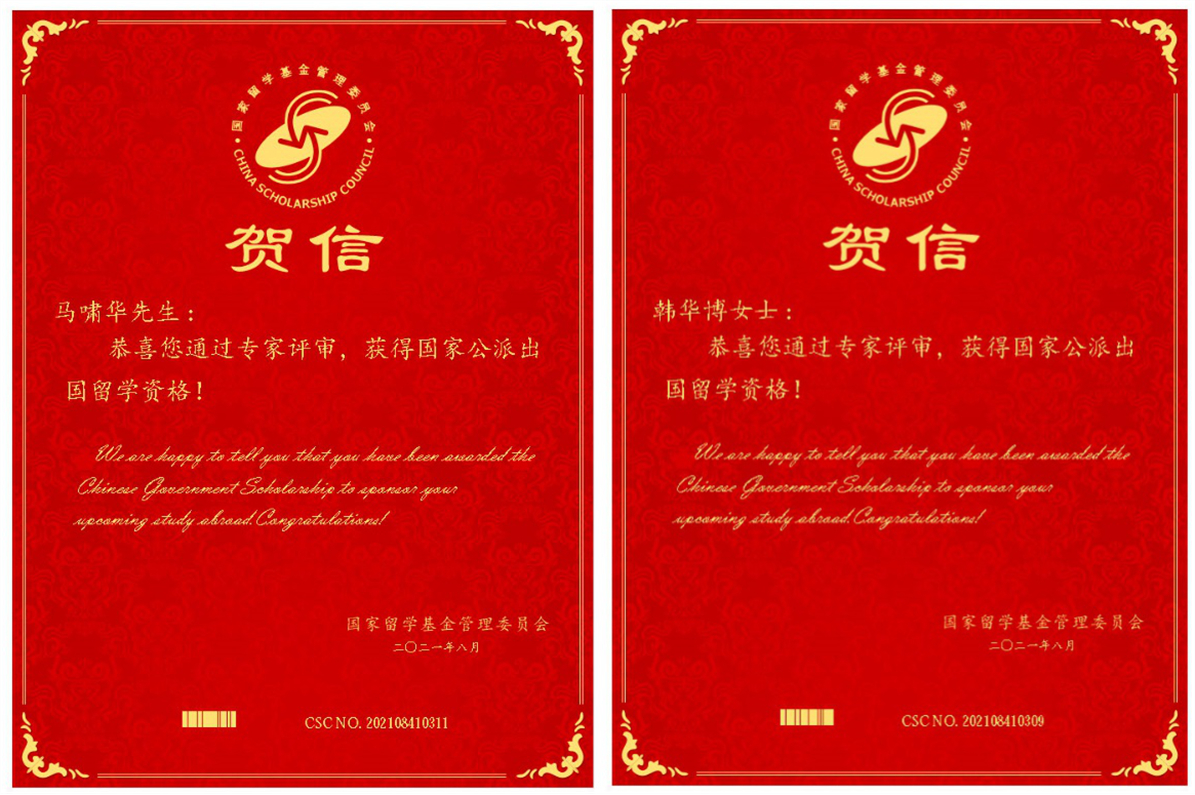 国家留学基金管理委员会
CHINA SCHOLARSHIP COUNCIL
贺信
马啸华先生：
恭喜您通过专家评审，获得国家公派出
国留学资格！
We are happy to tell you that you have been awarded the
Chinese Government Scholarship to sponsor your
upcoming study abroad.Congratulations!
国家留学基金管理委员会
二〇二一年八月
CSC NO. 202108410311
国家留学基金管理委员会
CHINA SCHOLARSHIP COUNCIL
贺信
韩华博女士：
恭喜您通过专家评审，获得国家公派出
国留学资格！
We are happy to tell you that you have been awarded the
Chinese Government Scholarship to sponsor your
upcoming study abroad.Congratulations!
国家留学基金管理委员会
二〇二一年八月
CSC NO. 202108410309